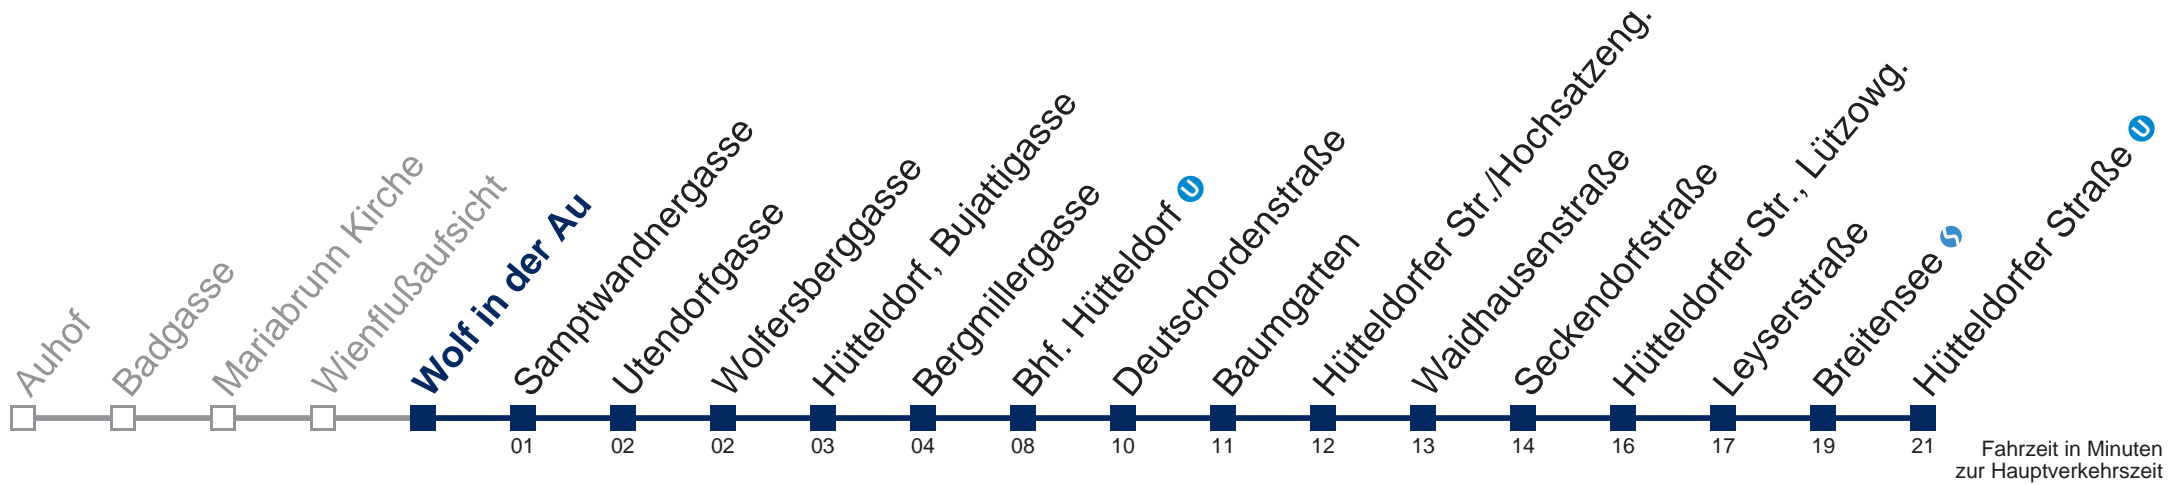 Auhof
Badgasse
Mariabrunn Kirche
Wienflußaufsicht
Wolf in der Au
Samptwandnergasse
Utendorfgasse
Wolfersberggasse
Hütteldorf, Bujattigasse
Bergmillergasse
Bhf. Hütteldorf U
Deutschordenstraße
Baumgarten
Hütteldorfer Str./Hochsatzeng.
Waidhausenstraße
Seckendorfstraße
Hütteldorfer Str., Lützowg.
Leyserstraße
Breitensee S
Hütteldorfer Straße U
01 02 02 03 04 08 10 11 12 13 14 16 17 19 21
Fahrzeit in Minuten
zur Hauptverkehrszeit